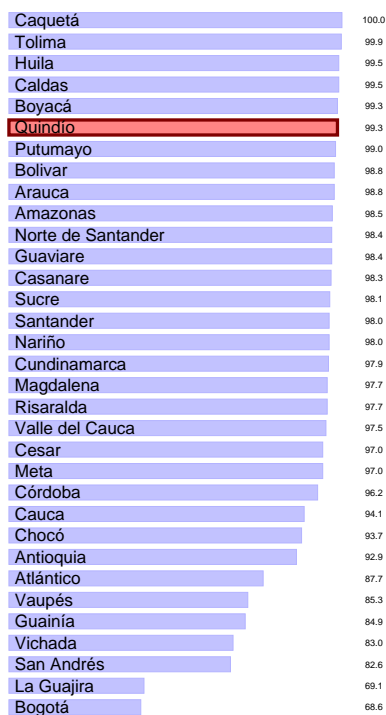 Caquetá 100.0
Tolima 99.9
Huila 99.5
Caldas 99.5
Boyacá 99.3
Quindío 99.3
Putumayo 99.0
Bolivar 98.8
Arauca 98.8
Amazonas 98.5
Norte de Santander 98.4
Guaviare 98.4
Casanare 98.3
Sucre 98.1
Santander 98.0
Nariño 98.0
Cundinamarca 97.9
Magdalena 97.7
Risaralda 97.7
Valle del Cauca 97.5
Cesar 97.0
Meta 97.0
Córdoba 96.2
Cauca 94.1
Chocó 93.7
Antioquia 92.9
Atlántico 87.7
Vaupés 85.3
Guainía 84.9
Vichada 83.0
San Andrés 82.6
La Guajira 69.1
Bogotá 68.6